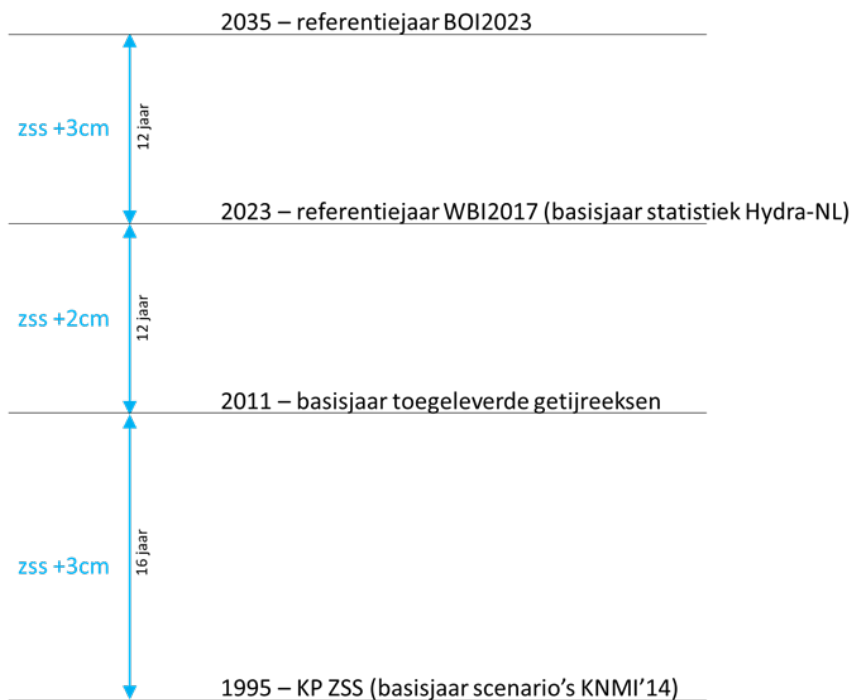 2035 – referentiejaar BOI2023
zss +3cm
12 jaar
2023 – referentiejaar WBI2017 (basisjaar statistiek Hydra-NL)
zss +2cm
12 jaar
2011 – basisjaar toegeleverde getijreeksen
zss +3cm
16 jaar
1995 – KP ZSS (basisjaar scenario's KNMI'14)